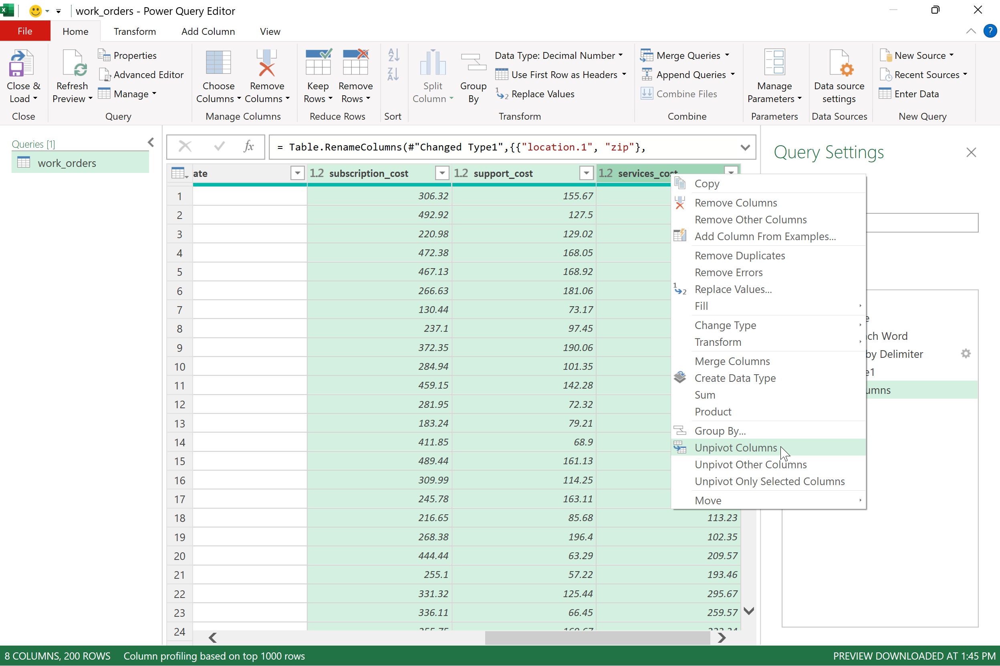 work_orders - Power Query Editor
File Home Transform Add Column View
?
Close & Load
Close
Refresh Preview
Properties
Advanced Editor
Manage
Query
Choose Columns
Remove Columns
Manage Columns
Keep Rows
Remove Rows
Reduce Rows
Sort
Split Column
Group By
Data Type: Decimal Number
Use First Row as Headers
Replace Values
Transform
Merge Queries
Append Queries
Combine Files
Combine
Manage Parameters
Parameters
Data source settings
Data Sources
New Source
Recent Sources
Enter Data
New Query
Queries [1]
work_orders
fx = Table.RenameColumns(#"Changed Type1",{{"location.1", "zip"},
Query Settings
ate 1.2 subscription_cost 1.2 support_cost 1.2 services_cost
1 306.32 155.67
2 492.92 127.5
3 220.98 129.02
4 472.38 168.05
5 467.13 168.92
6 266.63 181.06
7 130.44 73.17
8 237.1 97.45
9 372.35 190.06
10 284.94 101.35
11 459.15 142.28
12 281.95 72.32
13 183.24 79.21
14 411.85 68.9
15 489.44 161.13
16 309.99 114.25
17 245.78 163.11
18 216.65 85.68 113.23
19 268.38 196.4 102.35
20 444.44 63.29 209.57
21 255.1 57.22 193.46
22 331.32 125.44 295.67
23 336.11 66.45 259.57
24
Copy
Remove Columns
Remove Other Columns
Add Column From Examples...
Remove Duplicates
Remove Errors
Replace Values...
Fill
Change Type
Transform
Merge Columns
Create Data Type
Sum
Product
Group By...
Unpivot Columns
Unpivot Other Columns
Unpivot Only Selected Columns
Move
e
ch Word
by Delimiter
e1
umns
8 COLUMNS, 200 ROWS Column profiling based on top 1000 rows
PREVIEW DOWNLOADED AT 1:45 PM